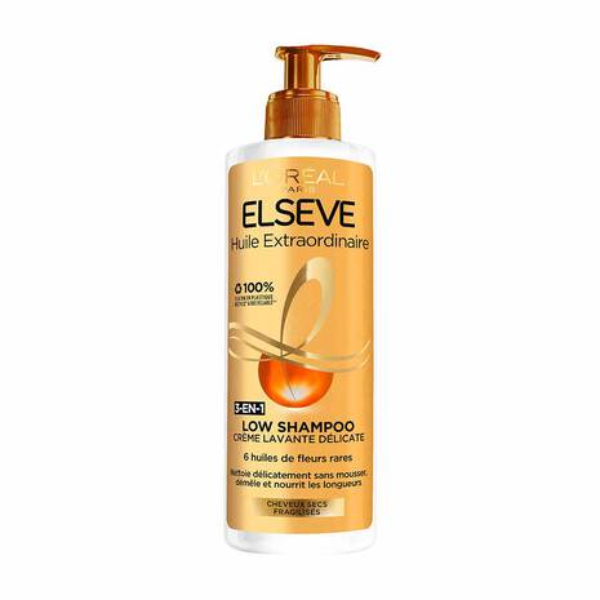 L'ORÉAL
PARIS
ELSEVE
Huile Extraordinaire
100%
3-EN-1
LOW SHAMPOO
CRÈME LAVANTE DÉLICATE
6 huiles de fleurs rares
Nettoie délicatement sans mousser,
démêle et nourrit les longueurs
CHEVEUX SECS
FRAGILISÉS